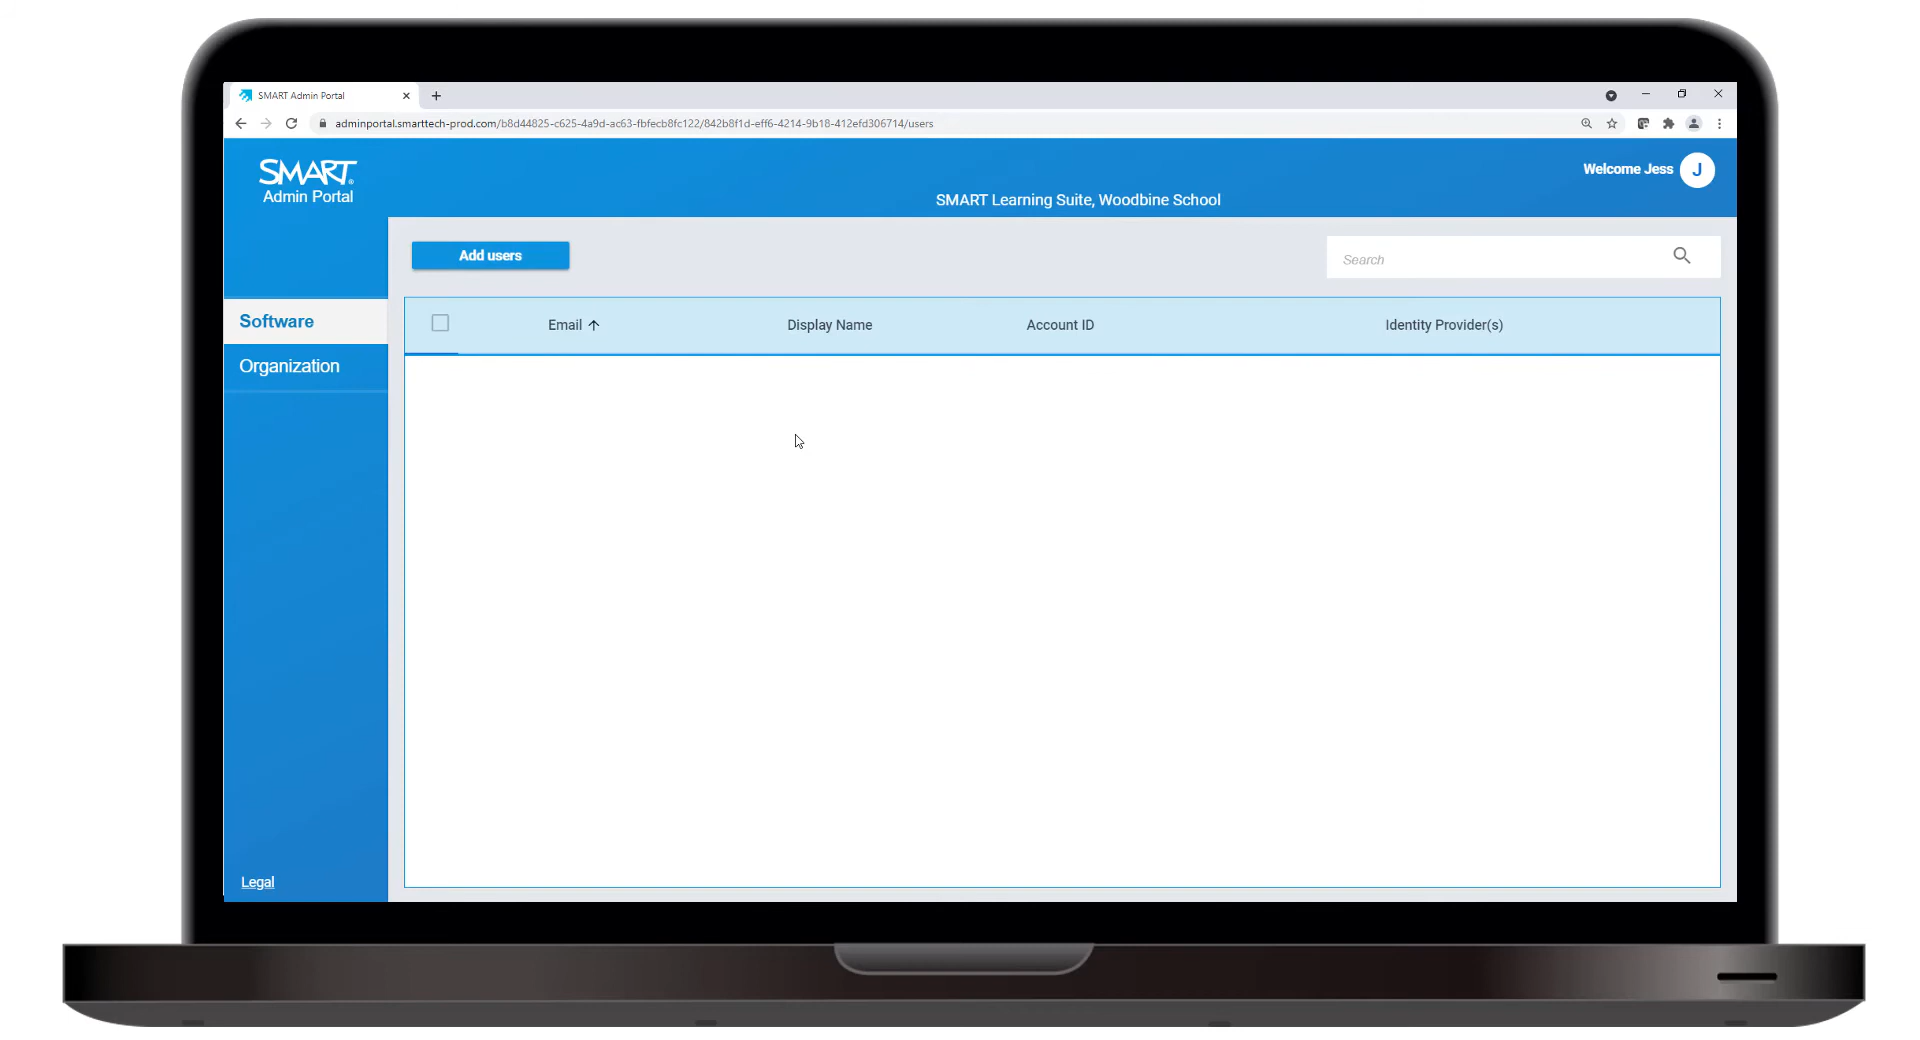 SMART Admin Portal
adminportal.smarttech-prod.com/b8d44825-c625-4a9d-ac63-fbfecb8fc122/842b8f1d-eff6-4214-9b18-412efd306714/users
SMART
Admin Portal
Welcome Jess J
SMART Learning Suite, Woodbine School
Add users
Search
Software
Organization
Email Display Name Account ID Identity Provider(s)
Legal